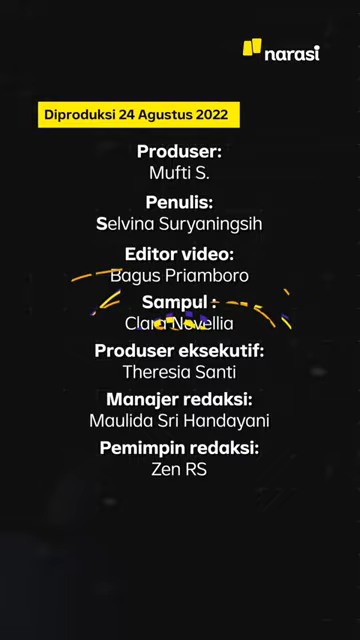 narasi
Diproduksi 24 Agustus 2022
Produser:
Mufti S.
Penulis:
Selvina Suryaningsih
Editor video:
Bagus Priamboro
Sampul :
Clara Novellia
Produser eksekutif:
Theresia Santi
Manajer redaksi:
Maulida Sri Handayani
Pemimpin redaksi:
Zen RS